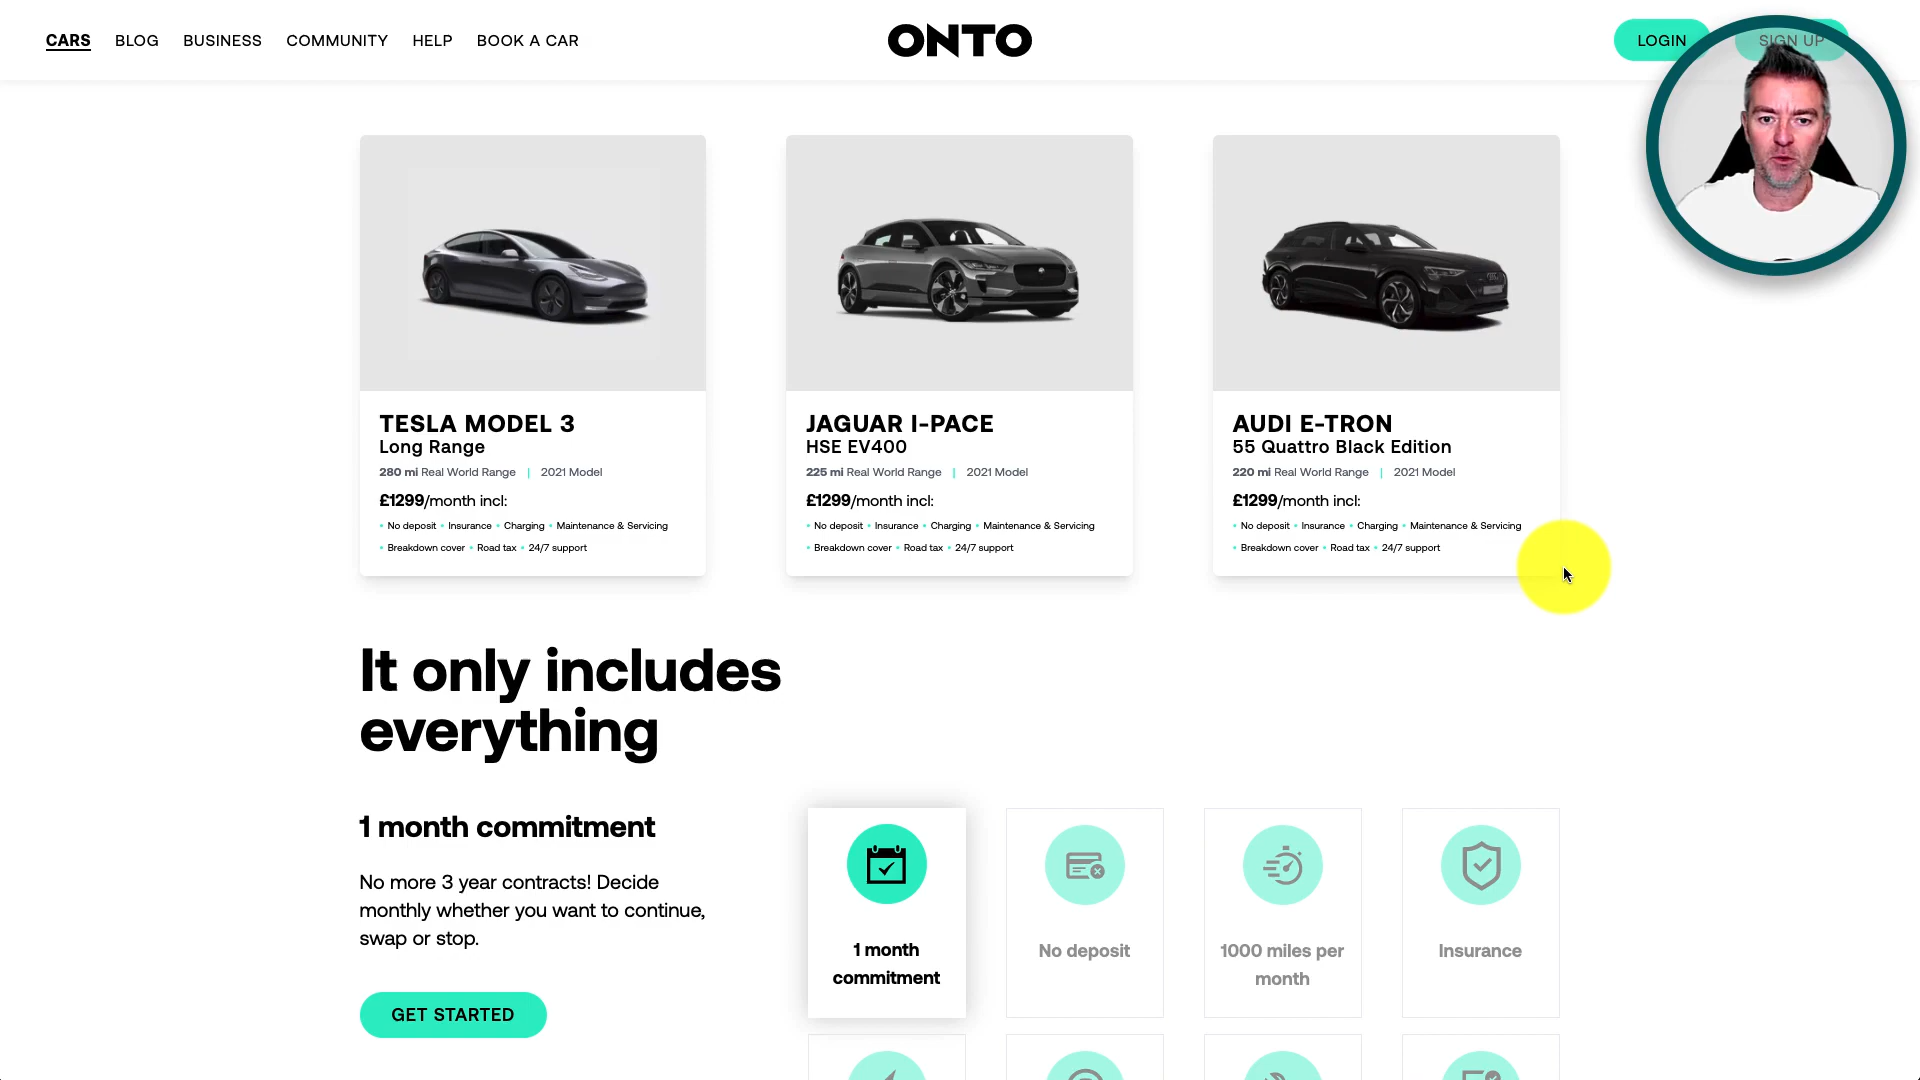 CARS BLOG BUSINESS COMMUNITY HELP BOOK A CAR
ONTO
LOGIN
SIGN UP
TESLA MODEL 3
Long Range
280 mi Real World Range | 2021 Model
£1299/month incl:
• No deposit • Insurance • Charging • Maintenance & Servicing
• Breakdown cover • Road tax • 24/7 support
JAGUAR I-PACE
HSE EV400
225 mi Real World Range | 2021 Model
£1299/month incl:
• No deposit • Insurance • Charging • Maintenance & Servicing
• Breakdown cover • Road tax • 24/7 support
AUDI E-TRON
55 Quattro Black Edition
220 mi Real World Range | 2021 Model
£1299/month incl:
• No deposit • Insurance • Charging • Maintenance & Servicing
• Breakdown cover • Road tax • 24/7 support
It only includes
everything
1 month commitment
No more 3 year contracts! Decide
monthly whether you want to continue,
swap or stop.
GET STARTED
1 month
commitment
No deposit
1000 miles per
month
Insurance